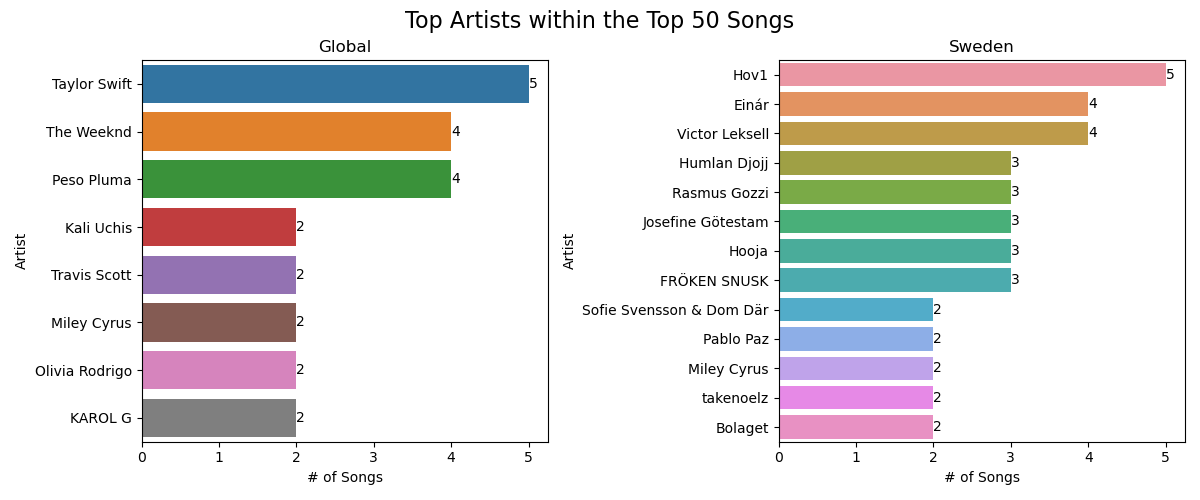 Top Artists within the Top 50 Songs
Global
Artist
Taylor Swift 5
The Weeknd 4
Peso Pluma 4
Kali Uchis 2
Travis Scott 2
Miley Cyrus 2
Olivia Rodrigo 2
KAROL G 2
0 1 2 3 4 5
# of Songs
Sweden
Artist
Hov1 5
Einár 4
Victor Leksell 4
Humlan Djojj 3
Rasmus Gozzi 3
Josefine Götestam 3
Hooja 3
FRÖKEN SNUSK 3
Sofie Svensson & Dom Där 2
Pablo Paz 2
Miley Cyrus 2
takenoelz 2
Bolaget 2
0 1 2 3 4 5
# of Songs